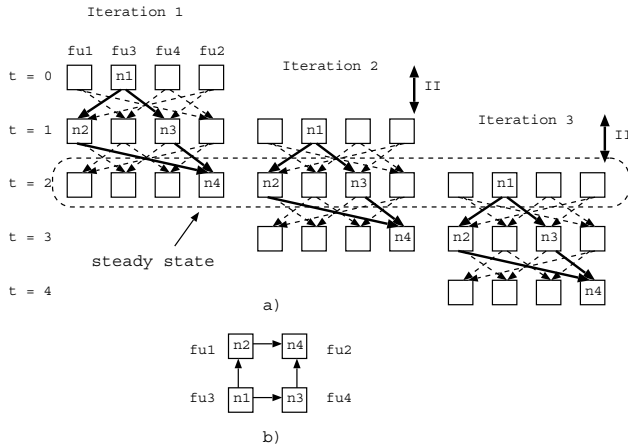 Iteration 1
fu1 fu3 fu4 fu2
Iteration 2
t = 0
n1
II
Iteration 3
t = 1
n2 n3 n1
II
t = 2
n4 n2 n3 n1
t = 3
n4 n2 n3
steady state
t = 4
n4
a)
fu1 n2 n4 fu2
fu3 n1 n3 fu4
b)